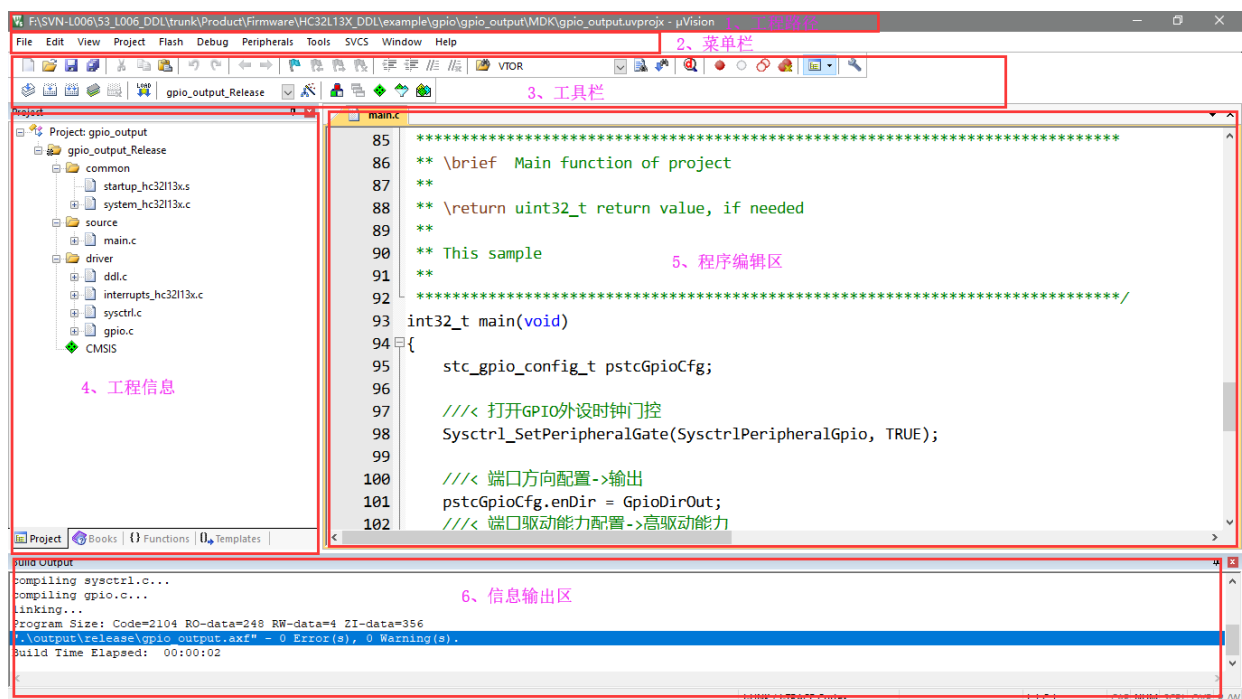 F:\SVN-L006\53_L006_DDL\trunk\Product\Firmware\HC32L13X_DDL\example\gpio\gpio_output\MDK\gpio_output.uvprojx - µVision
1、工程路径
File Edit View Project Flash Debug Peripherals Tools SVCS Window Help
2、菜单栏
VTOR
LOAD
gpio_output_Release
3、工具栏
Project
Project: gpio_output
gpio_output_Release
common
startup_hc32l13x.s
system_hc32l13x.c
source
main.c
driver
ddl.c
interrupts_hc32l13x.c
sysctrl.c
gpio.c
CMSIS
4、工程信息
Project Books {} Functions Templates
main.c
85 ******************************************************************************
86 ** \brief Main function of project
87 **
88 ** \return uint32_t return value, if needed
89 **
90 ** This sample
91 **
92 ******************************************************************************/
93 int32_t main(void)
94 {
95 stc_gpio_config_t pstcGpioCfg;
96
97 ///< 打开GPIO外设时钟门控
98 Sysctrl_SetPeripheralGate(SysctrlPeripheralGpio, TRUE);
99
100 ///< 端口方向配置->输出
101 pstcGpioCfg.enDir = GpioDirOut;
102 ///< 端口驱动能力配置->高驱动能力
5、程序编辑区
Build Output
compiling sysctrl.c...
compiling gpio.c...
linking...
Program Size: Code=2104 RO-data=248 RW-data=4 ZI-data=356
".\output\release\gpio_output.axf" - 0 Error(s), 0 Warning(s).
Build Time Elapsed: 00:00:02
6、信息输出区